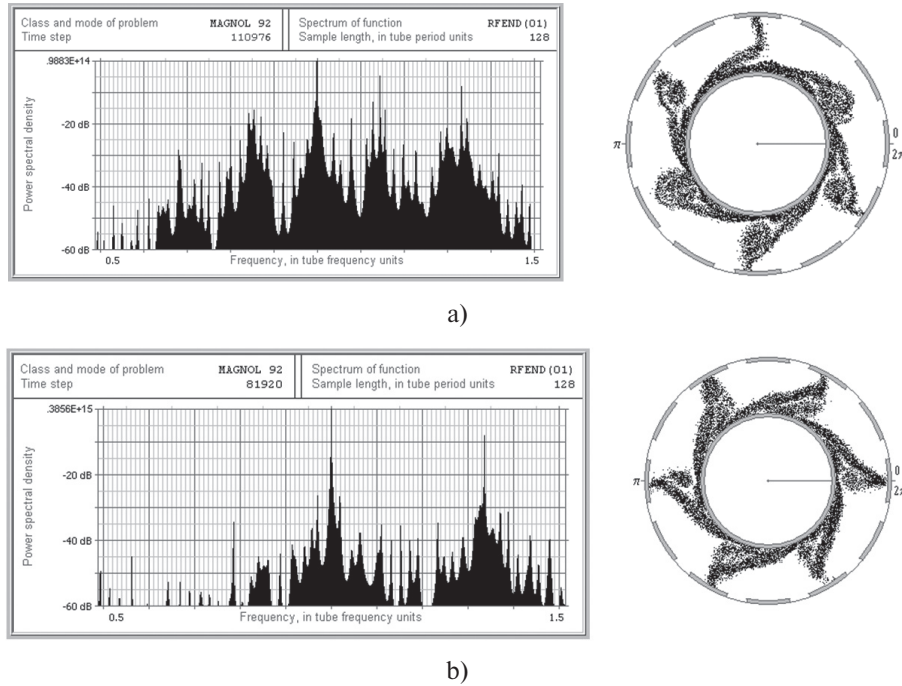 Class and mode of problem MAGNOL 92 Spectrum of function RFEND(01)
Time step 110976 Sample length, in tube period units 128
.9883E+14
-20 dB
-40 dB
-60 dB
Power spectral density
0.5 Frequency, in tube frequency units 1.5
π
0
2π
a)
Class and mode of problem MAGNOL 92 Spectrum of function RFEND(01)
Time step 81920 Sample length, in tube period units 128
.3856E+15
-20 dB
-40 dB
-60 dB
Power spectral density
0.5 Frequency, in tube frequency units 1.5
π
0
2π
b)